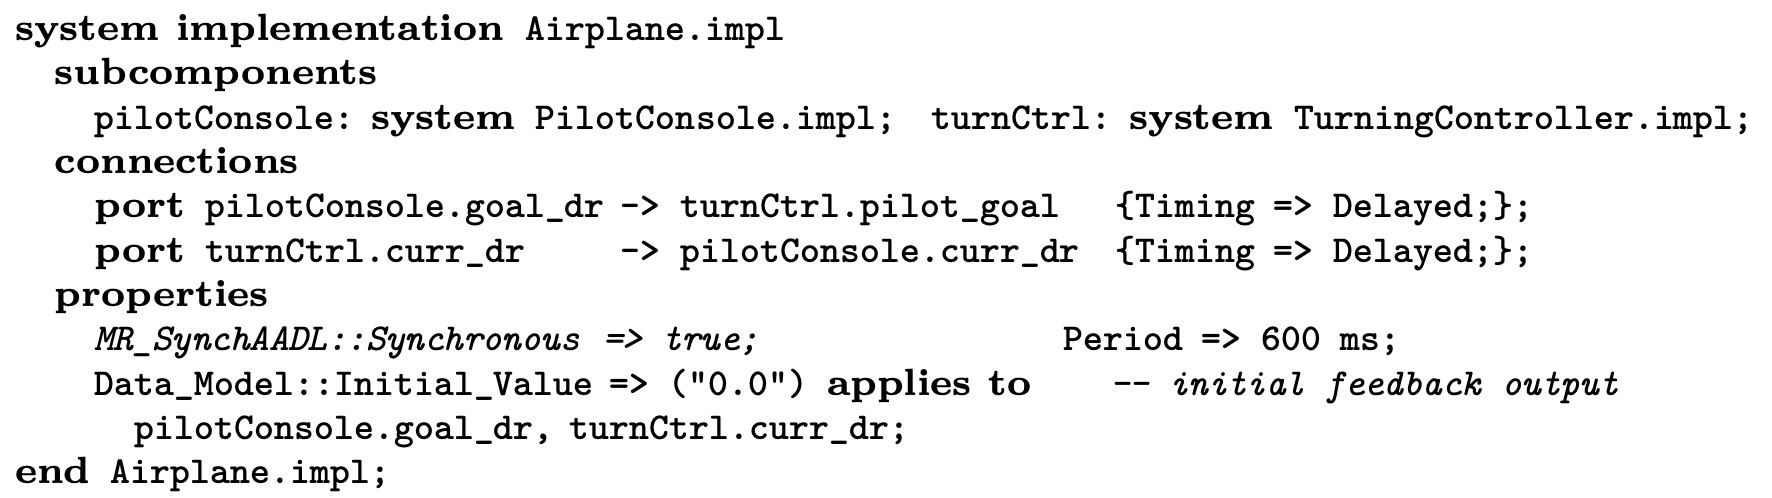 system implementation Airplane.impl
subcomponents
pilotConsole: system PilotConsole.impl; turnCtrl: system TurningController.impl;
connections
port pilotConsole.goal_dr -> turnCtrl.pilot_goal {Timing => Delayed;};
port turnCtrl.curr_dr -> pilotConsole.curr_dr {Timing => Delayed;};
properties
MR_SynchAADL::Synchronous => true; Period => 600 ms;
Data_Model::Initial_Value => ("0.0") applies to -- initial feedback output
pilotConsole.goal_dr, turnCtrl.curr_dr;
end Airplane.impl;